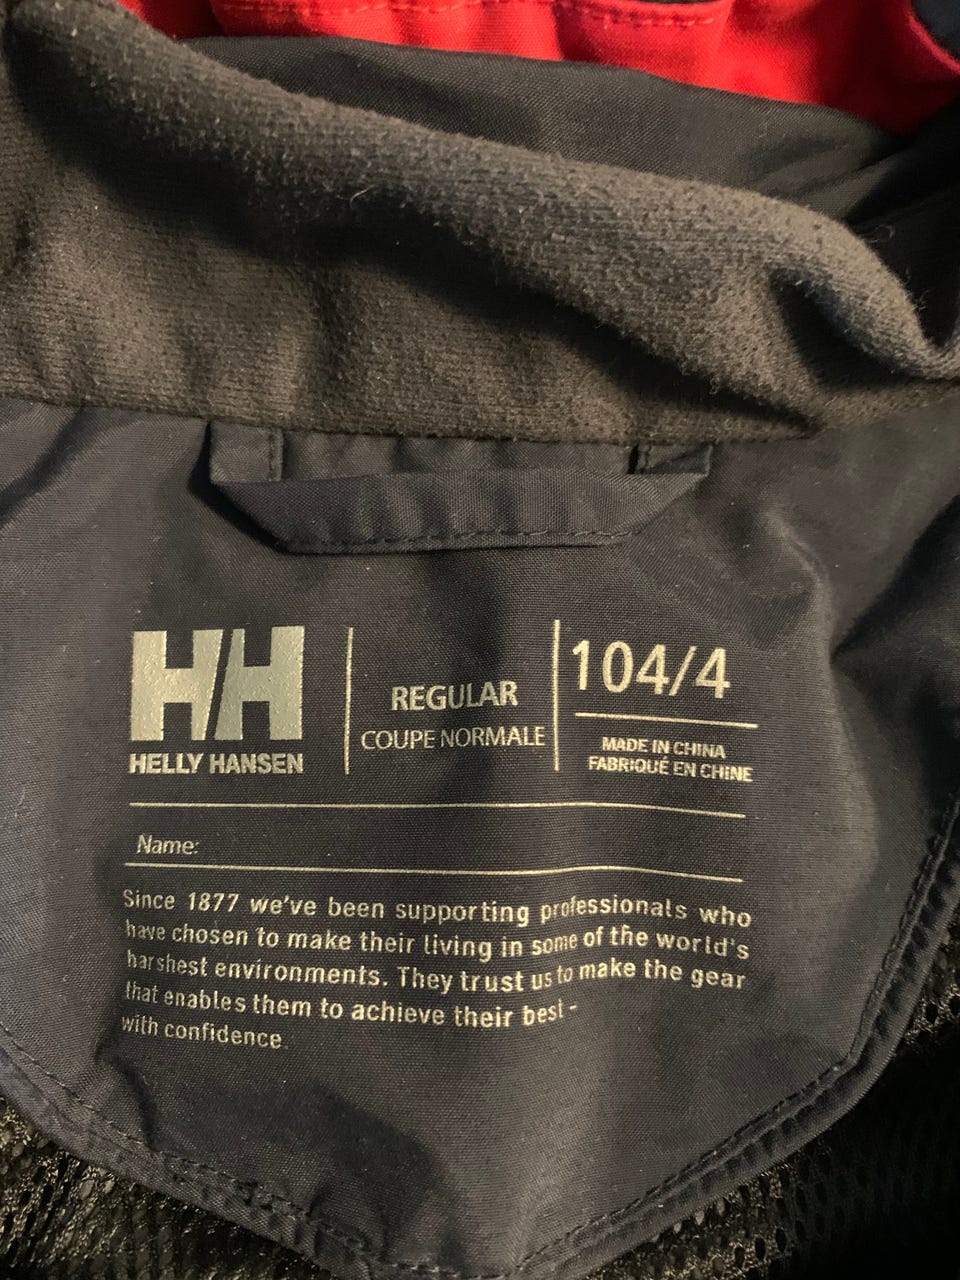 HH
HELLY HANSEN
REGULAR
COUPE NORMALE
104/4
MADE IN CHINA
FABRIQUÉ EN CHINE
Name:
Since 1877 we've been supporting professionals who
have chosen to make their living in some of the world's
harshest environments. They trust us to make the gear
that enables them to achieve their best -
with confidence.